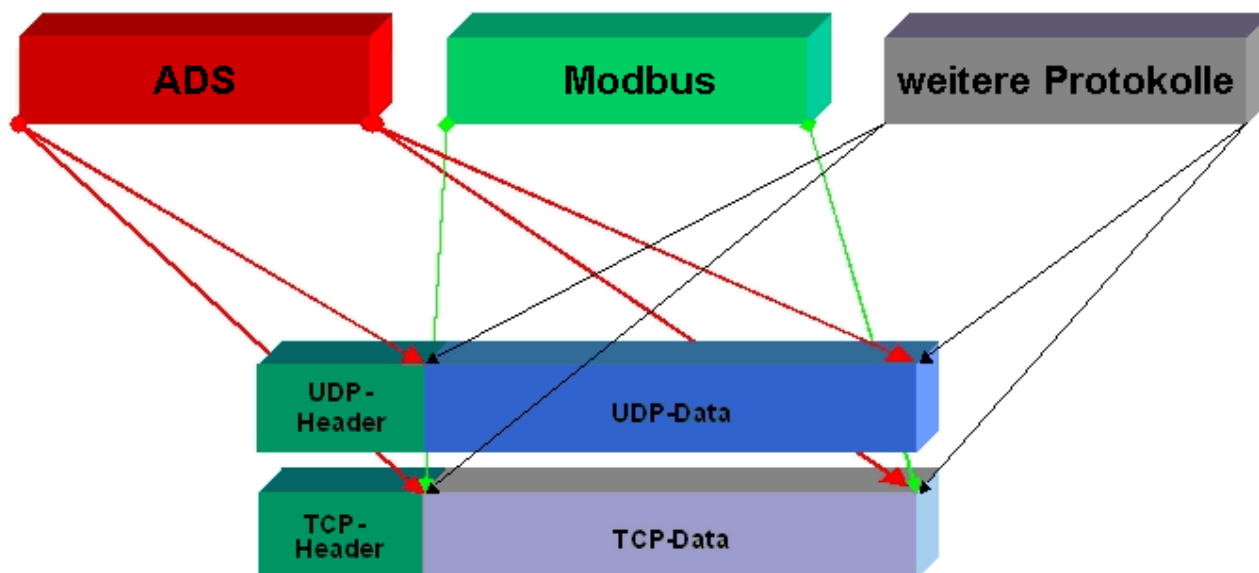 ADS
Modbus
weitere Protokolle
UDP-
Header
UDP-Data
TCP-
Header
TCP-Data